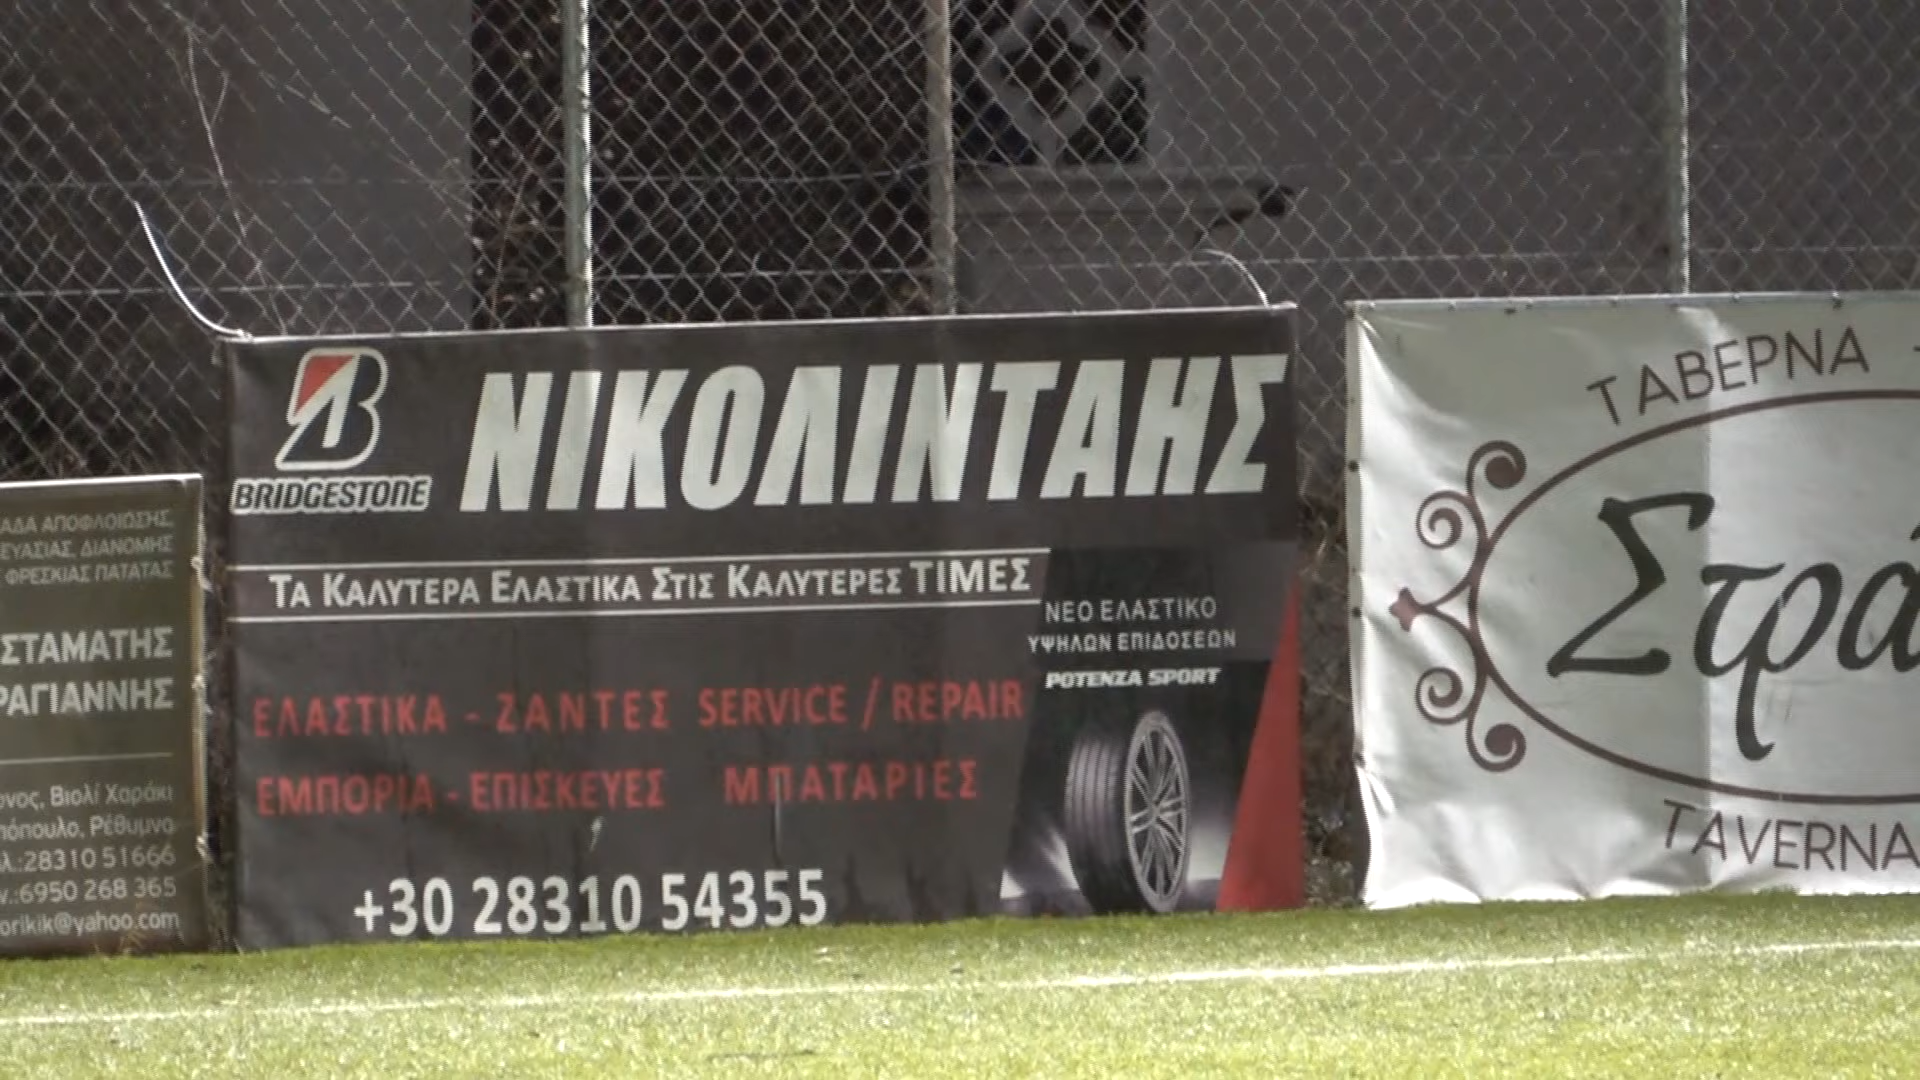 ΑΔΑ ΑΠΟΦΛΟΙΩΣΗΣ,
ΕΥΑΣΙΑΣ, ΔΙΑΝΟΜΗΣ
ΦΡΕΣΚΙΑΣ ΠΑΤΑΤΑΣ
ΣΤΑΜΑΤΗΣ
ΡΑΓΙΑΝΝΗΣ
ονος, Βιολί Χαράκι
πόπουλο, Ρέθυμνο
λ.:28310 51666
ν.:6950 268 365
orikik@yahoo.com
BRIDGESTONE
ΝΙΚΟΛΙΝΤΑΗΣ
ΤΑ ΚΑΛΥΤΕΡΑ ΕΛΑΣΤΙΚΑ ΣΤΙΣ ΚΑΛΥΤΕΡΕΣ ΤΙΜΕΣ
ΝΕΟ ΕΛΑΣΤΙΚΟ
ΥΨΗΛΩΝ ΕΠΙΔΟΣΕΩΝ
POTENZA SPORT
ΕΛΑΣΤΙΚΑ - ΖΑΝΤΕΣ SERVICE / REPAIR
ΕΜΠΟΡΙΑ - ΕΠΙΣΚΕΥΕΣ ΜΠΑΤΑΡΙΕΣ
+30 28310 54355
ΤΑΒΕΡΝΑ -
Στρά
TAVERNA